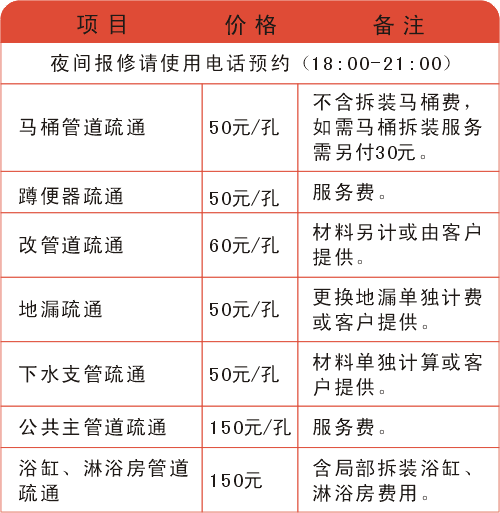 项目 价格 备注
夜间报修请使用电话预约（18:00-21:00）
马桶管道疏通 50元/孔 不含拆装马桶费，
如需马桶拆装服务
需另付30元。
蹲便器疏通 50元/孔 服务费。
改管道疏通 60元/孔 材料另计或由客户
提供。
地漏疏通 50元/孔 更换地漏单独计费
或客户提供。
下水支管疏通 50元/孔 材料单独计算或客
户提供。
公共主管道疏通 150元/孔 服务费。
浴缸、淋浴房管道
疏通 150元 含局部拆装浴缸、
淋浴房费用。